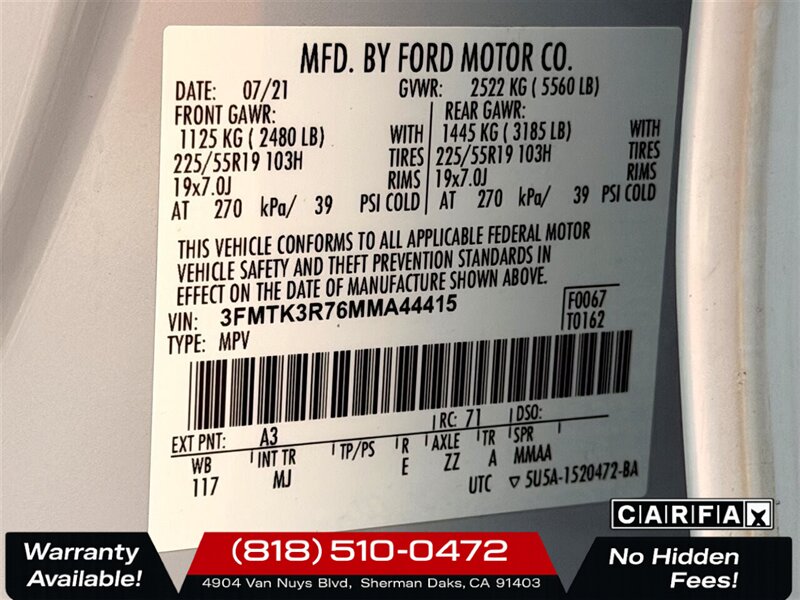 MFD. BY FORD MOTOR CO.
DATE: 07/21 GVWR: 2522 KG ( 5560 LB)
FRONT GAWR: REAR GAWR:
1125 KG ( 2480 LB) WITH 1445 KG ( 3185 LB) WITH
225/55R19 103H TIRES 225/55R19 103H TIRES
19x7.0J RIMS 19x7.0J RIMS
AT 270 kPa/ 39 PSI COLD AT 270 kPa/ 39 PSI COLD
THIS VEHICLE CONFORMS TO ALL APPLICABLE FEDERAL MOTOR
VEHICLE SAFETY AND THEFT PREVENTION STANDARDS IN
EFFECT ON THE DATE OF MANUFACTURE SHOWN ABOVE.
VIN: 3FMTK3R76MMA44415 F0067
TYPE: MPV T0162
RC: 71 DSO:
EXT PNT: A3
WB INT TR TP/PS R AXLE TR SPR
117 MJ E ZZ A MMAA
UTC ▽ 5U5A-1520472-BA
CARFAX
Warranty
Available!
(818) 510-0472
4904 Van Nuys Blvd, Sherman Daks, CA 91403
No Hidden
Fees!